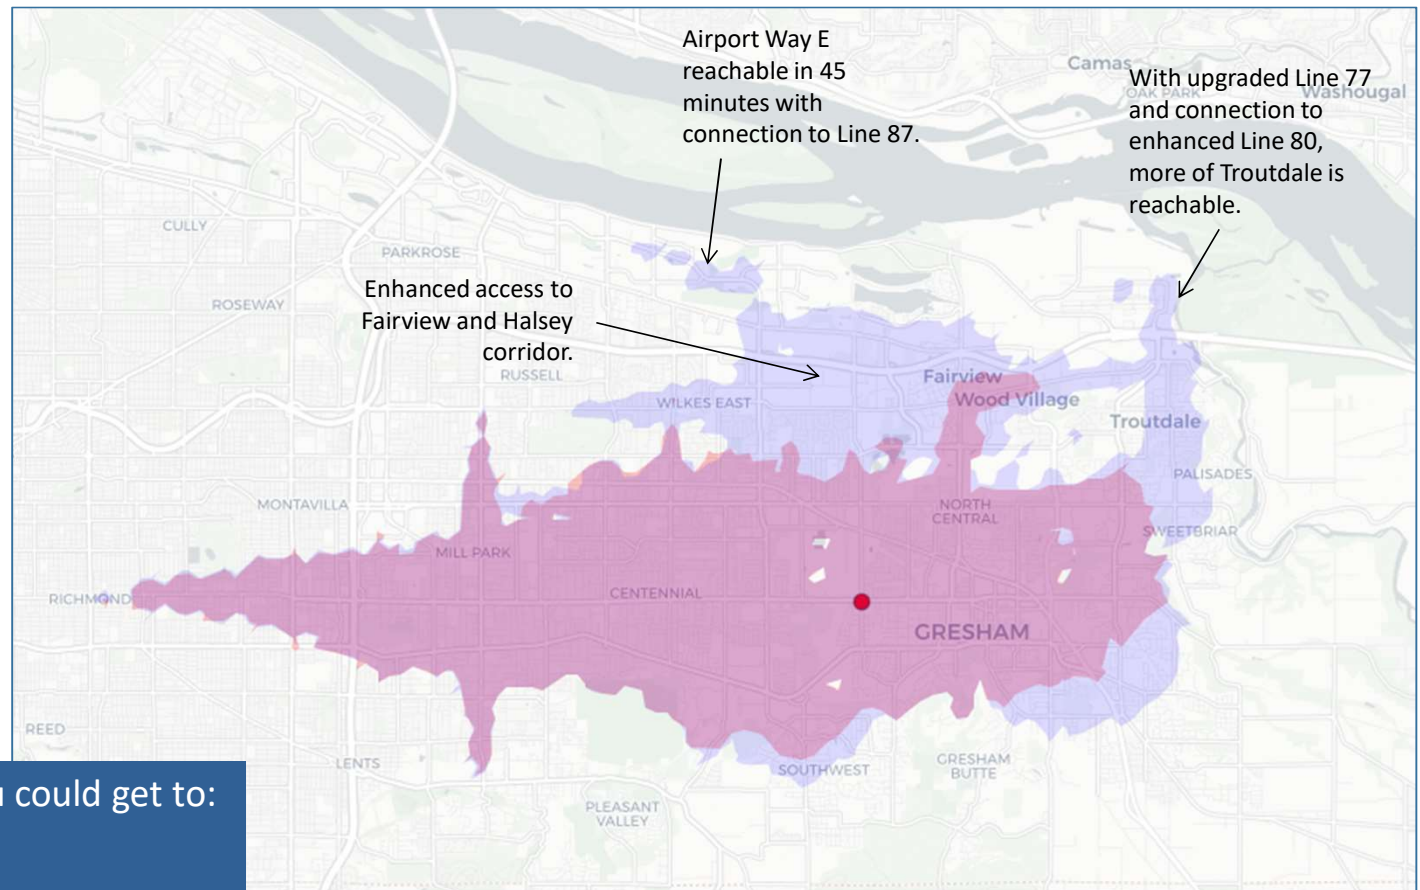 Airport Way E
reachable in 45
minutes with
connection to Line 87.
Camas
OAK PARK
Washougal
With upgraded Line 77
and connection to
enhanced Line 80,
more of Troutdale is
reachable.
CULLY
PARKROSE
Enhanced access to
Fairview and Halsey
corridor.
ROSEWAY
RUSSELL
Fairview
WILKES EAST
Wood Village
Troutdale
PALISADES
MONTAVILLA
NORTH
CENTRAL
SWEETBRIAR
MILL PARK
RICHMOND
CENTENNIAL
GRESHAM
REED
LENTS
SOUTHWEST
GRESHAM
BUTTE
could get to:
PLEASANT
VALLEY